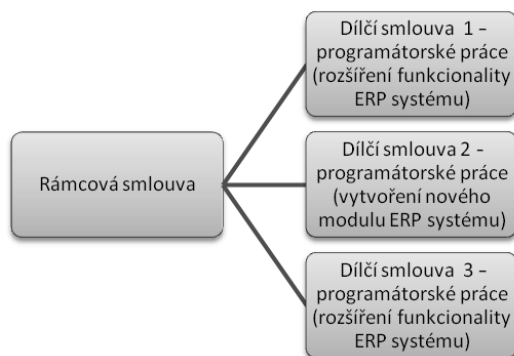 Rámcová smlouva
Dílčí smlouva 1 –
programátorské práce
(rozšíření funkcionality
ERP systému)
Dílčí smlouva 2 -
programátorské práce
(vytvoření nového
modulu ERP systému)
Dílčí smlouva 3 –
programátorské práce
(rozšíření funkcionality
ERP systému)